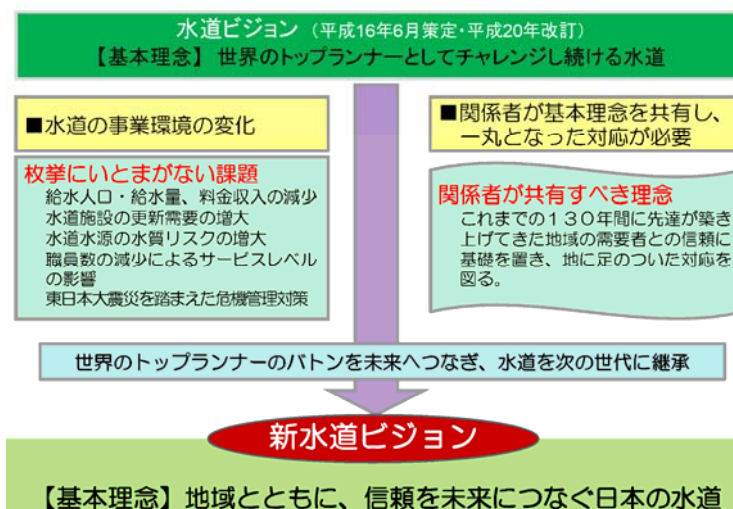 水道ビジョン（平成16年6月策定・平成20年改訂）
【基本理念】世界のトップランナーとしてチャレンジし続ける水道
■水道の事業環境の変化
枚挙にいとまがない課題
給水人口・給水量、料金収入の減少
水道施設の更新需要の増大
水道水源の水質リスクの増大
職員数の減少によるサービスレベル
の影響
東日本大震災を踏まえた危機管理対策
■関係者が基本理念を共有し、
一丸となった対応が必要
関係者が共有すべき理念
これまでの１３０年間に先達が築き
上げてきた地域の需要者との信頼に
基礎を置き、地に足のついた対応を
図る。
世界のトップランナーのバトンを未来へつなぎ、水道を次の世代に継承
新水道ビジョン
【基本理念】地域とともに、信頼を未来につなぐ日本の水道